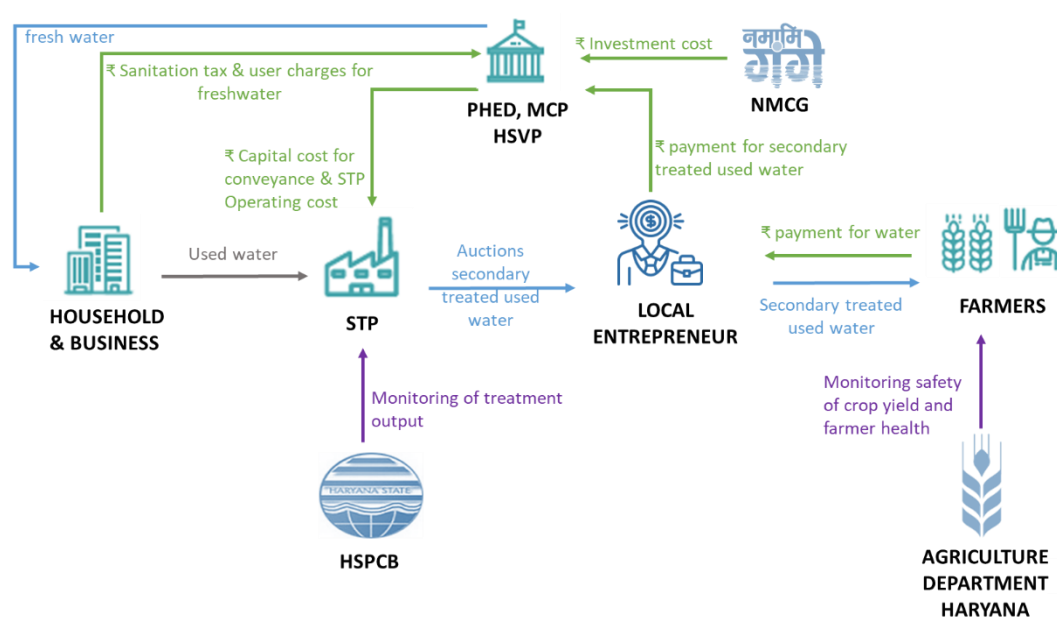 fresh water
₹ Sanitation tax & user charges for
freshwater
PHED, MCP
HSVP
₹ Investment cost
नमामि
गंगे
NMCG
₹ Capital cost for
conveyance & STP
Operating cost
₹ payment for secondary
treated used water
HOUSEHOLD
& BUSINESS
Used water
STP
Auctions
secondary
treated used
water
LOCAL
ENTREPRENEUR
₹ payment for water
Secondary treated
used water
FARMERS
Monitoring of treatment
output
HARYANA STATE
HSPCB
Monitoring safety
of crop yield and
farmer health
AGRICULTURE
DEPARTMENT
HARYANA